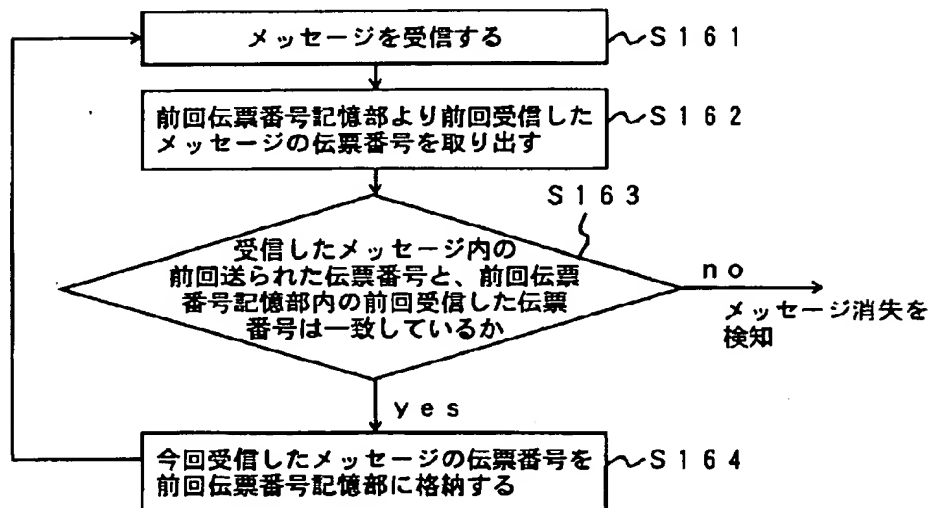 メッセージを受信する
S161
前回伝票番号記憶部より前回受信した
メッセージの伝票番号を取り出す
S162
S163
受信したメッセージ内の
前回送られた伝票番号と、前回伝票
番号記憶部内の前回受信した伝票
番号は一致しているか
no
メッセージ消失を
検知
yes
今回受信したメッセージの伝票番号を
前回伝票番号記憶部に格納する
S164